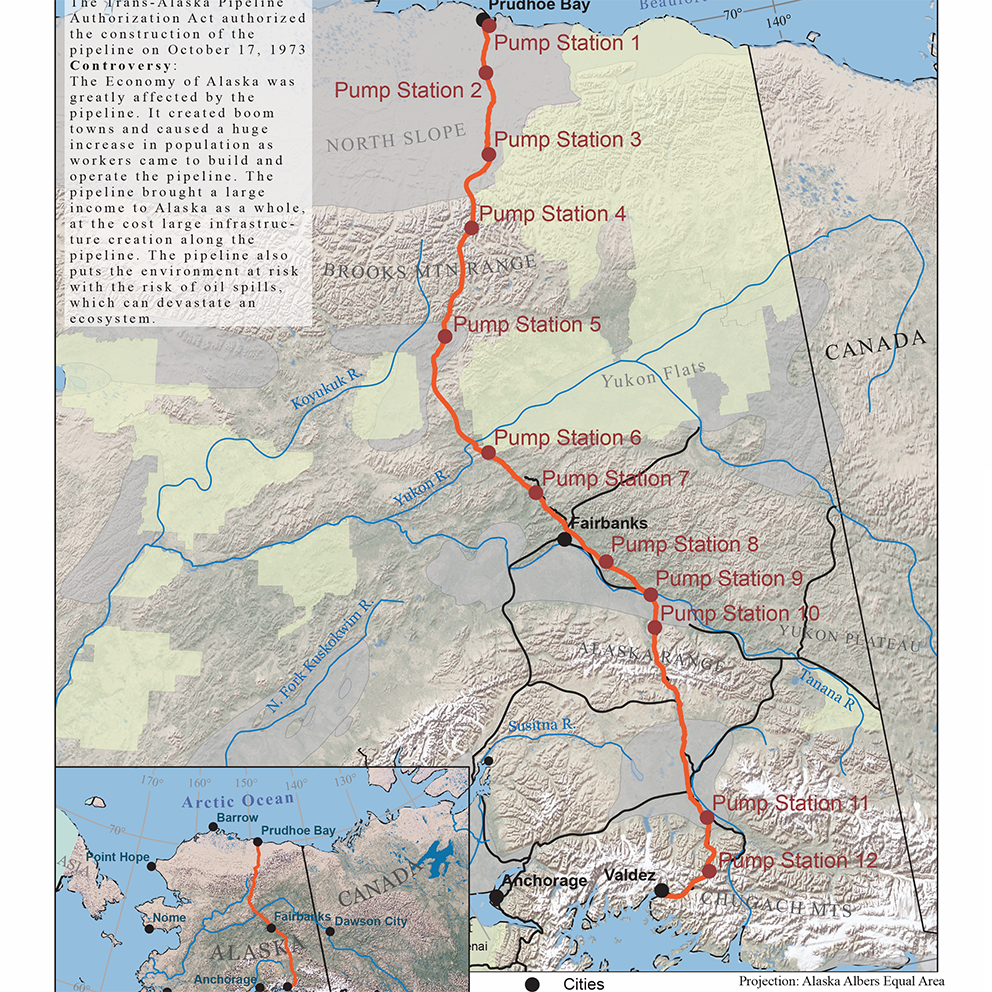 The Trans-Alaska Pipeline
Authorization Act authorized
the construction of the
pipeline on October 17, 1973
Controversy:
The Economy of Alaska was
greatly affected by the
pipeline. It created boom
towns and caused a huge
increase in population as
workers came to build and
operate the pipeline. The
pipeline brought a large
income to Alaska as a whole,
at the cost large infrastruc-
ture creation along the
pipeline. The pipeline also
puts the environment at risk
with the risk of oil spills,
which can devastate an
ecosystem.
Prudhoe Bay
Beaufort
70°
140°
Pump Station 1
Pump Station 2
NORTH SLOPE
Pump Station 3
Pump Station 4
BROOKS MTN RANGE
Pump Station 5
CANADA
Yukon Flats
Koyukuk R.
Pump Station 6
Yukon R.
Pump Station 7
Fairbanks
Pump Station 8
Pump Station 9
Pump Station 10
YUKON PLATEAU
ALASKA RANGE
N. Fork Kuskokwim R.
Tanana R
Susitna R.
Pump Station 11
Pump Station 12
Anchorage
Valdez
CHUGACH MTS
enai
170°
160°
150°
140°
130°
Arctic Ocean
Barrow
Prudhoe Bay
70°
Point Hope
CANADA
Nome
Fairbanks
Dawson City
ALASKA
Anchorage
60°
Cities
Projection: Alaska Albers Equal Area